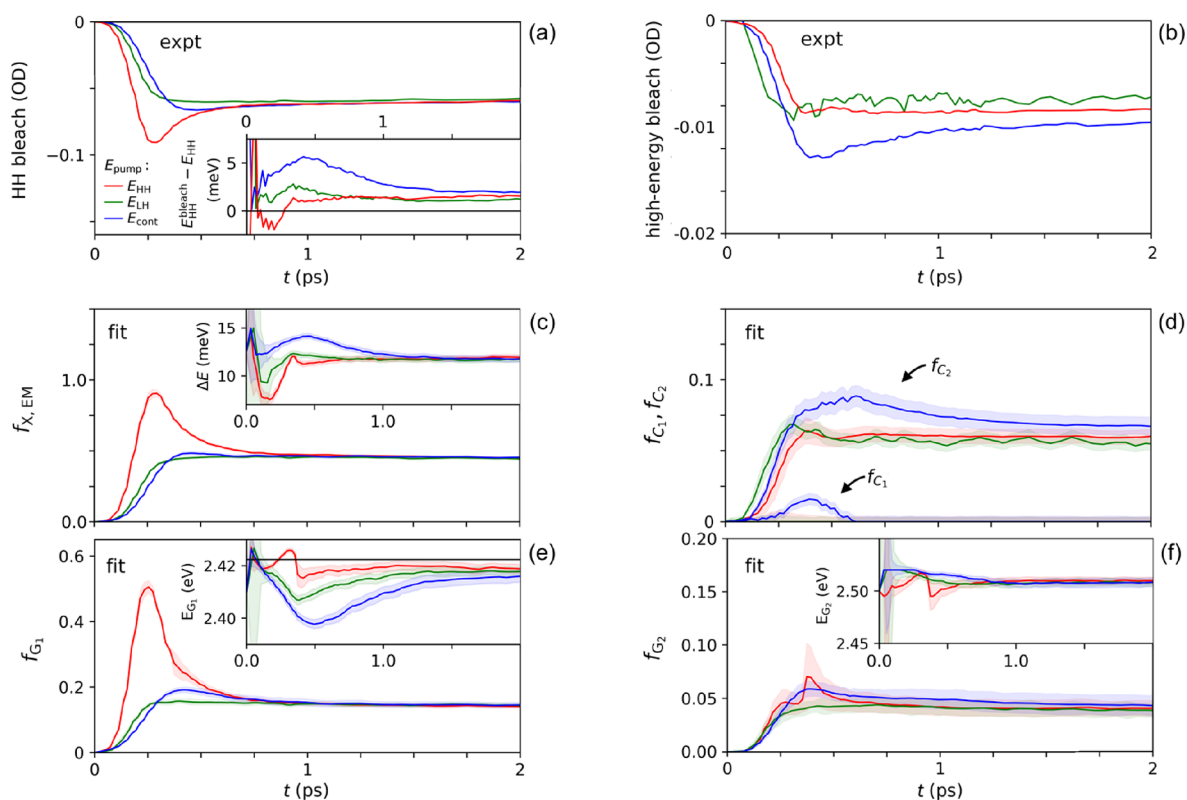 (a)
expt
HH bleach (OD)
0
−0.1
E_pump :
E_HH
E_LH
E_cont
0 1
E_HH^bleach − E_HH
(meV)
5
0
0 1 2
t (ps)
(b)
expt
high-energy bleach (OD)
0
-0.01
-0.02
0 1 2
t (ps)
(c)
fit
f_X, EM
1.0
0.0
ΔE (meV)
15
10
0.0 1.0
(d)
fit
f_C1, f_C2
0.1
0
f_C2
f_C1
(e)
fit
f_G1
0.6
0.4
0.2
0
E_G1 (eV)
2.42
2.40
0.0 1.0
0 1 2
t (ps)
(f)
fit
f_G2
0.20
0.15
0.10
0.05
0.00
E_G2 (eV)
2.50
2.45
0.0 1.0
0 1 2
t (ps)